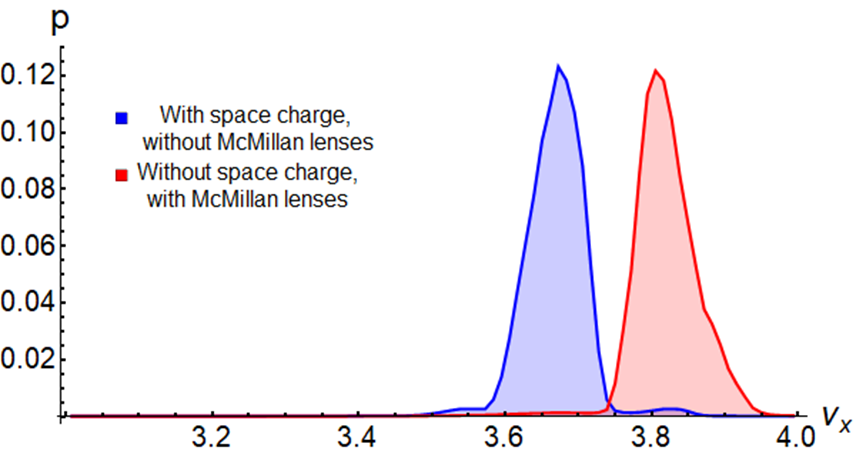 p
0.12
0.10
0.08
0.06
0.04
0.02
With space charge,
without McMillan lenses
Without space charge,
with McMillan lenses
3.2 3.4 3.6 3.8 4.0 νx